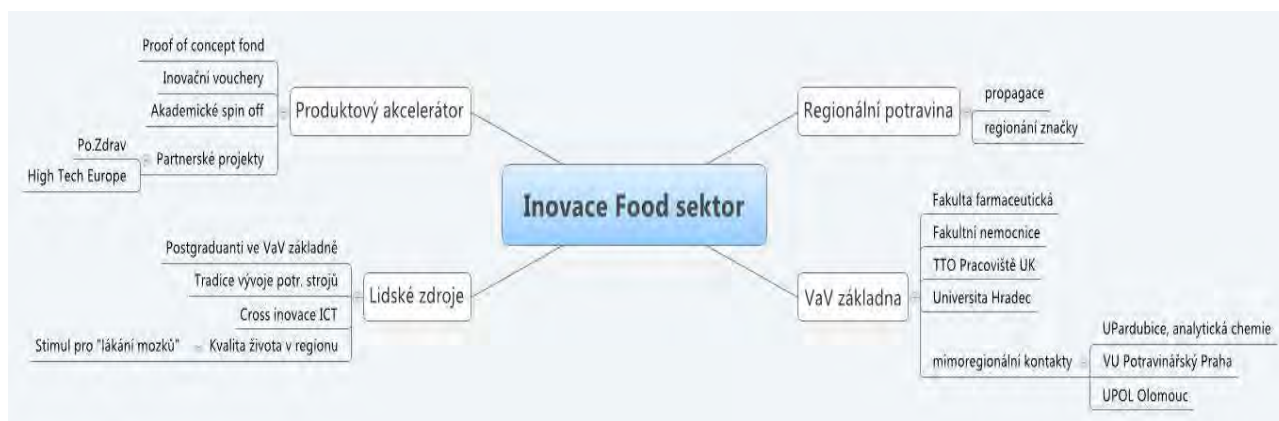 Inovace Food sektor
Produktový akcelerátor
Proof of concept fond
Inovační vouchery
Akademické spin off
Partnerské projekty
Po.Zdrav
High Tech Europe
Lidské zdroje
Postgraduanti ve VaV základně
Tradice vývoje potr. strojů
Cross inovace ICT
Kvalita života v regionu
Stimul pro "lákání mozků"
Regionální potravina
propagace
regionání značky
VaV základna
Fakulta farmaceutická
Fakultní nemocnice
TTO Pracoviště UK
Universita Hradec
mimoregionální kontakty
UPardubice, analytická chemie
VU Potravinářský Praha
UPOL Olomouc